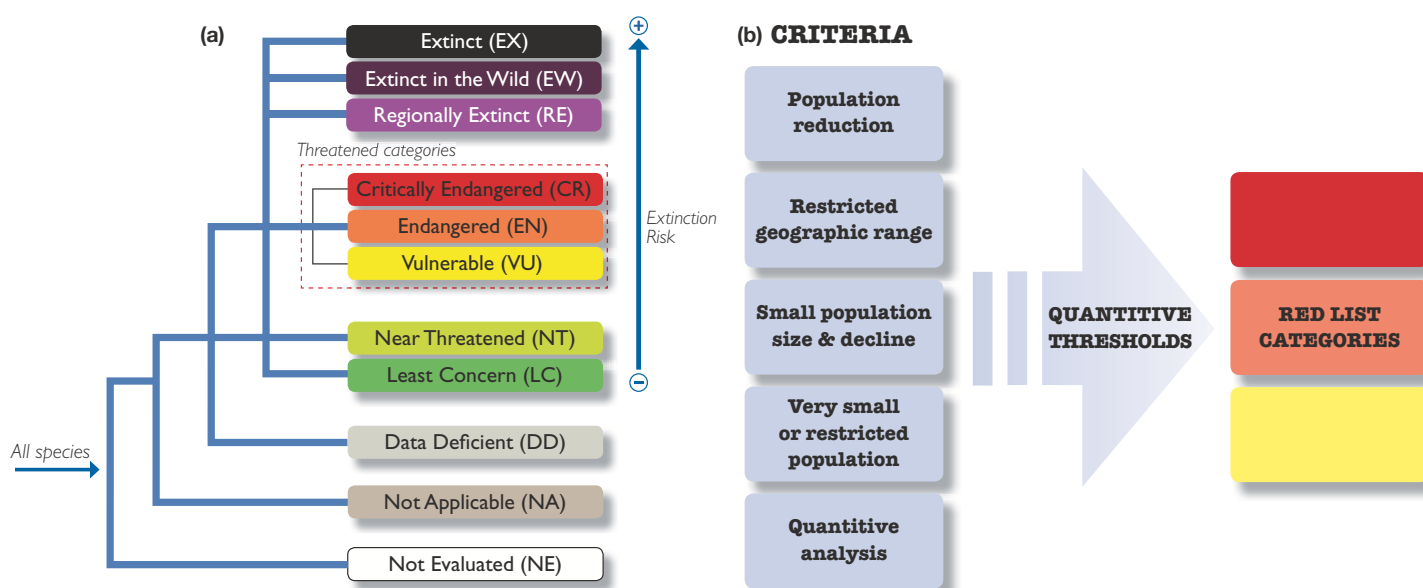 (a)
Extinct (EX)
Extinct in the Wild (EW)
Regionally Extinct (RE)
Threatened categories
Critically Endangered (CR)
Endangered (EN)
Vulnerable (VU)
Near Threatened (NT)
Least Concern (LC)
Data Deficient (DD)
Not Applicable (NA)
Not Evaluated (NE)
All species
+
Extinction
Risk
−
(b) CRITERIA
Population
reduction
Restricted
geographic range
Small population
size & decline
Very small
or restricted
population
Quantitive
analysis
QUANTITIVE
THRESHOLDS
RED LIST
CATEGORIES